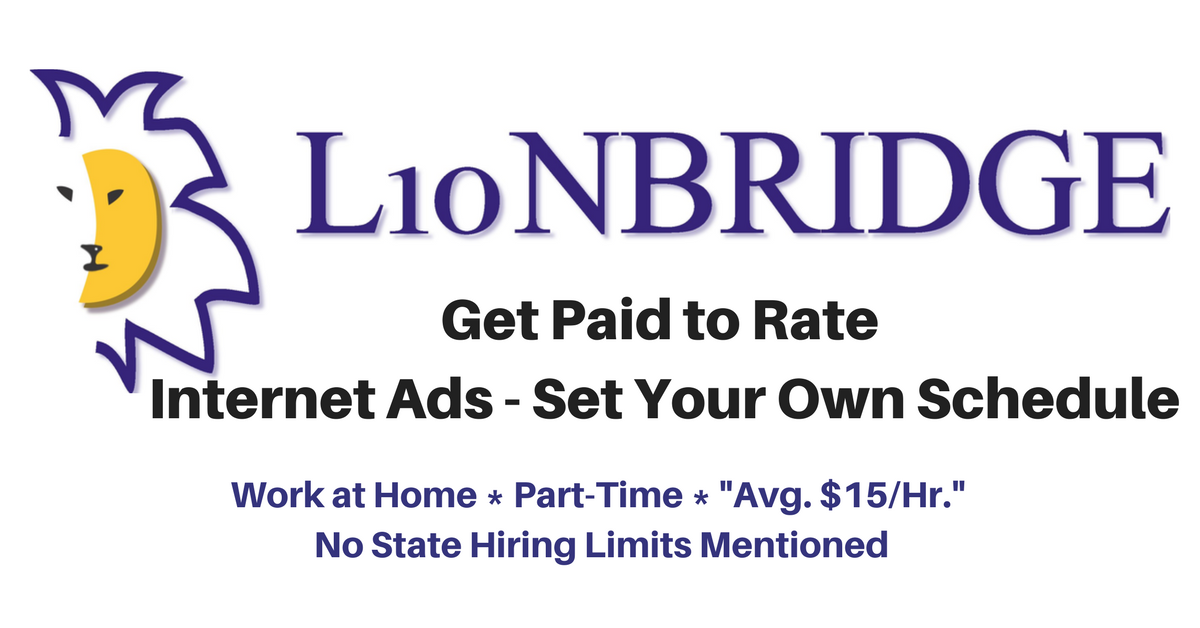 L10NBRIDGE
Get Paid to Rate
Internet Ads - Set Your Own Schedule
Work at Home * Part-Time * "Avg. $15/Hr."
No State Hiring Limits Mentioned